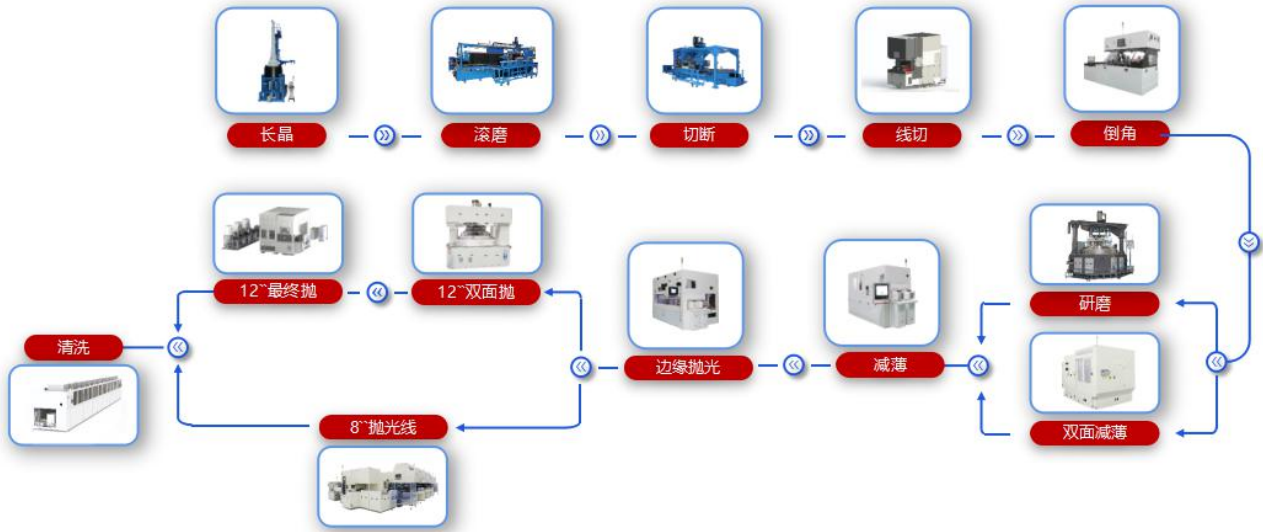 长晶
滚磨
切断
线切
倒角
12``最终抛
12``双面抛
边缘抛光
减薄
研磨
双面减薄
清洗
8``抛光线